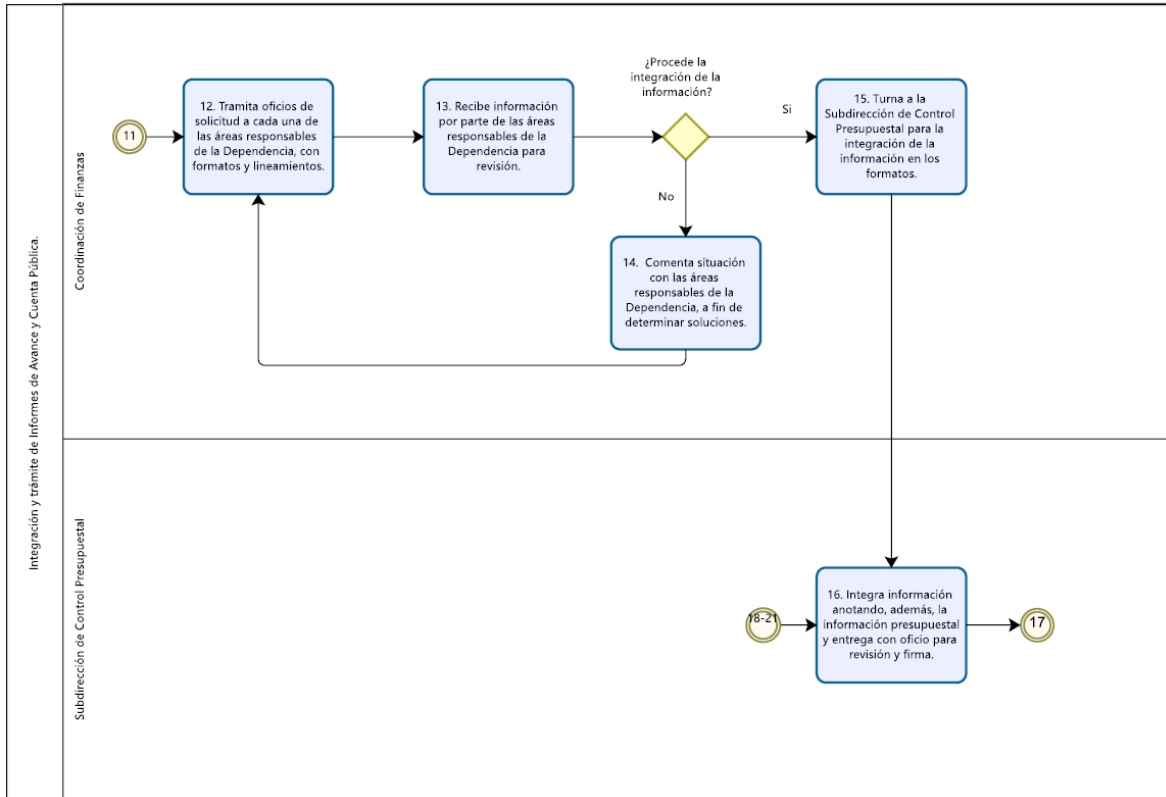 Integración y trámite de Informes de Avance y Cuenta Pública.
Coordinación de Finanzas
11
12. Tramita oficios de
solicitud a cada una de
las áreas responsables
de la Dependencia, con
formatos y lineamientos.
13. Recibe información
por parte de las áreas
responsables de la
Dependencia para
revisión.
¿Procede la
integración de la
información?
Si
No
15. Turna a la
Subdirección de Control
Presupuestal para la
integración de la
información en los
formatos.
14. Comenta situación
con las áreas
responsables de la
Dependencia, a fin de
determinar soluciones.
Subdirección de Control Presupuestal
18-21
16. Integra información
anotando, además, la
información presupuestal
y entrega con oficio para
revisión y firma.
17